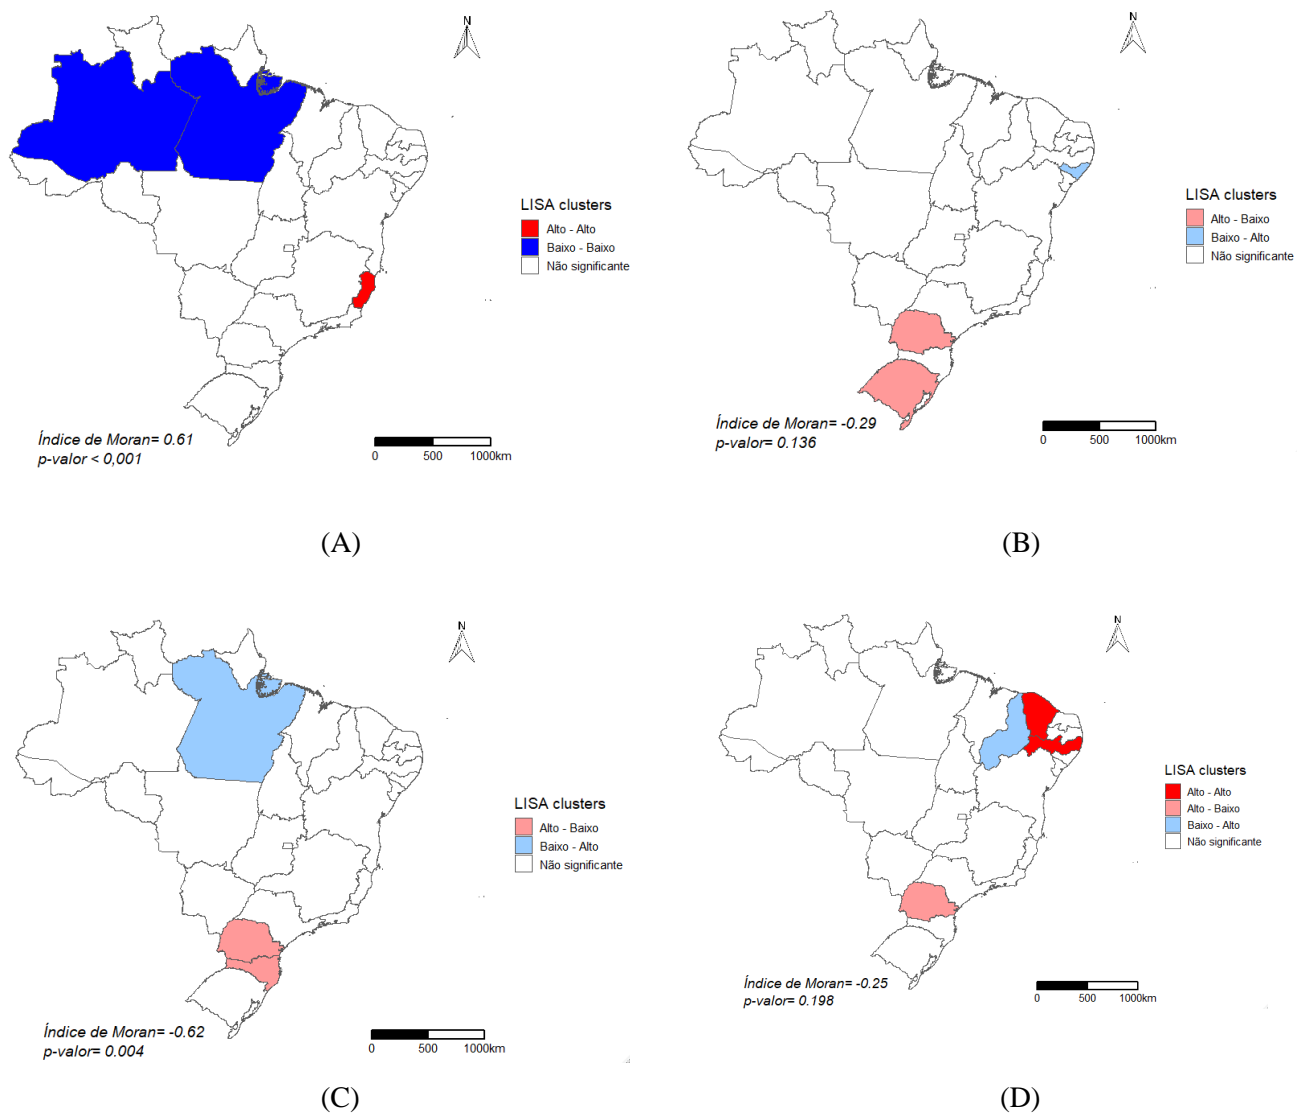 N
LISA clusters
Alto - Alto
Baixo - Baixo
Não significante
Índice de Moran= 0.61
p-valor < 0,001
0 500 1000km
(A)
N
LISA clusters
Alto - Baixo
Baixo - Alto
Não significante
Índice de Moran= -0.29
p-valor= 0.136
0 500 1000km
(B)
N
LISA clusters
Alto - Baixo
Baixo - Alto
Não significante
Índice de Moran= -0.62
p-valor= 0.004
0 500 1000km
(C)
N
LISA clusters
Alto - Alto
Alto - Baixo
Baixo - Alto
Não significante
Índice de Moran= -0.25
p-valor= 0.198
0 500 1000km
(D)